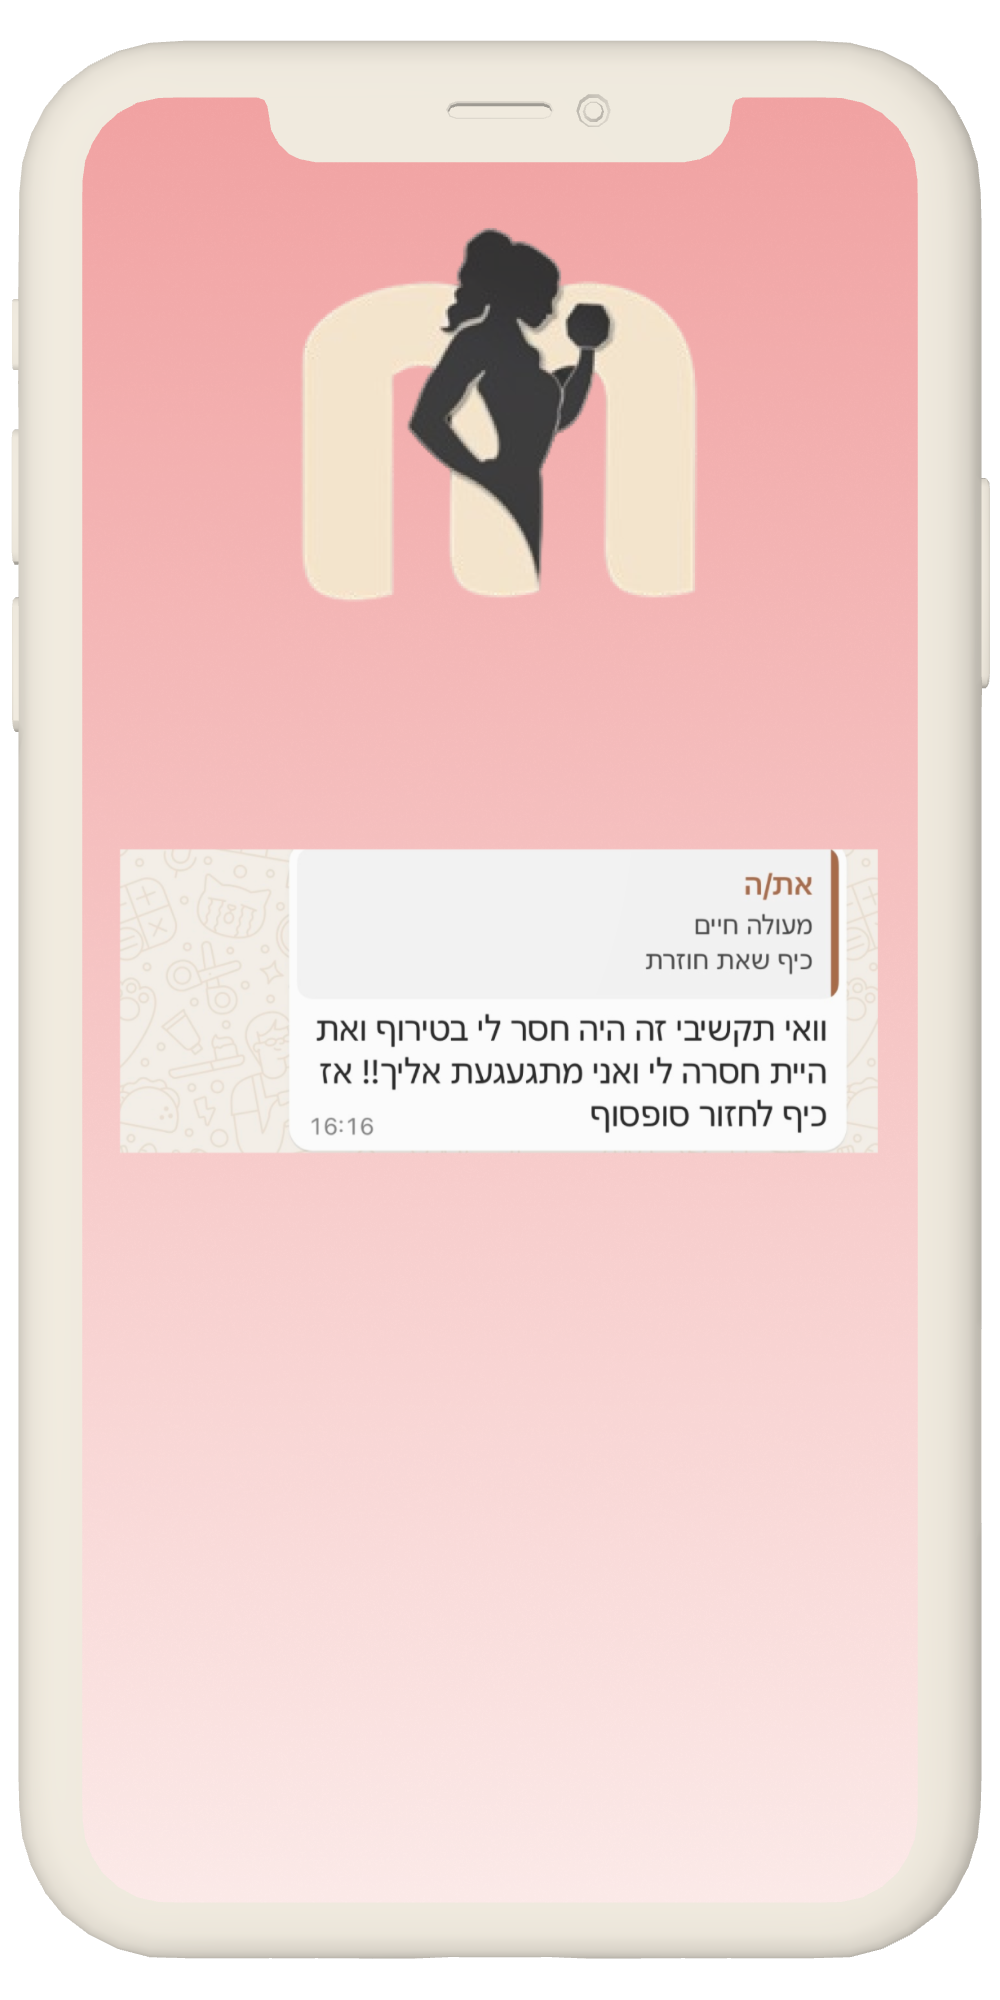 m
את/ה
מעולה חיים
כיף שאת חוזרת
וואי תקשיבי זה היה חסר לי בטירוף ואת
היית חסרה לי ואני מתגעגעת אליך!! אז
כיף לחזור סופסוף
16:16